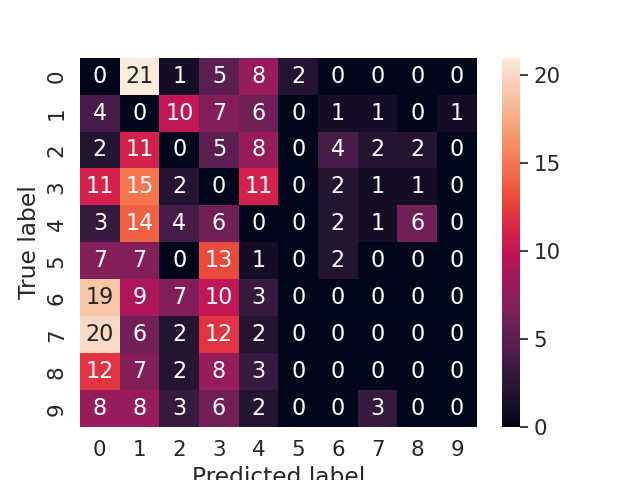 0 0 21 1 5 8 2 0 0 0 0 20
1 4 0 10 7 6 0 1 1 0 1
2 2 11 0 5 8 0 4 2 2 0 15
3 11 15 2 0 11 0 2 1 1 0
4 3 14 4 6 0 0 2 1 6 0 10
5 7 7 0 13 1 0 2 0 0 0
6 19 9 7 10 3 0 0 0 0 0 5
7 20 6 2 12 2 0 0 0 0 0
8 12 7 2 8 3 0 0 0 0 0
9 8 8 3 6 2 0 0 3 0 0 0
True label
0 1 2 3 4 5 6 7 8 9
Predicted label